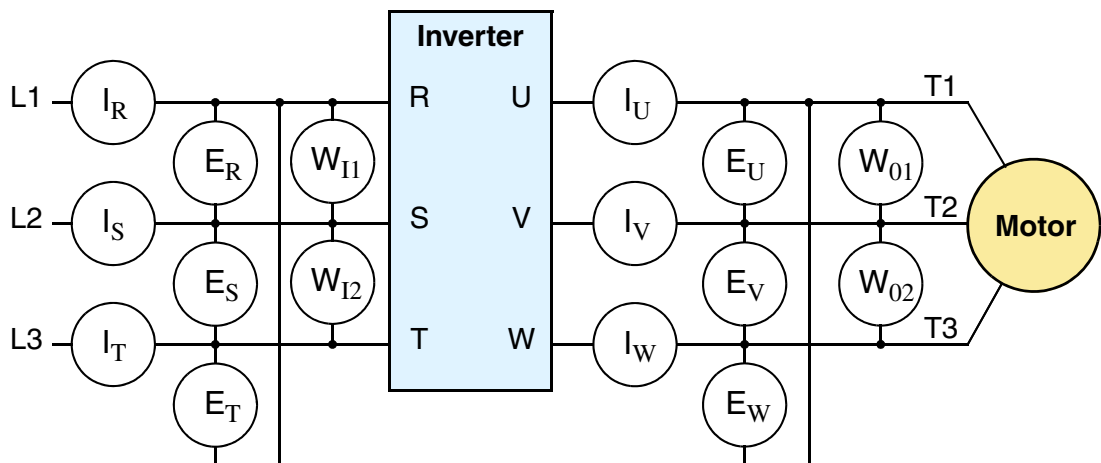 Inverter
L1 I_R E_R W_I1 R U I_U E_U W_01 T1
L2 I_S E_S W_I2 S V I_V E_V W_02 T2 Motor
L3 I_T E_T T W I_W E_W T3